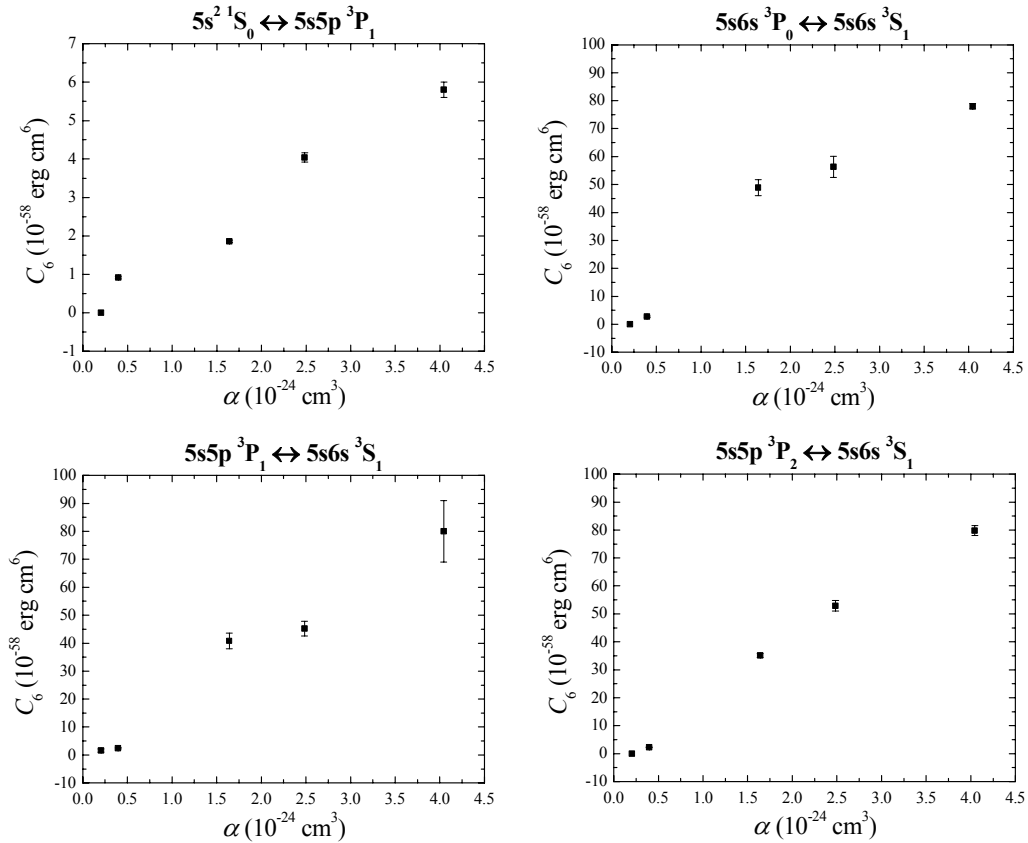 5s² ¹S₀ ↔ 5s5p ³P₁
7
6
5
4
3
2
1
0
-1
C₆ (10⁻⁵⁸ erg cm⁶)
0.0 0.5 1.0 1.5 2.0 2.5 3.0 3.5 4.0 4.5
α (10⁻²⁴ cm³)
5s6s ³P₀ ↔ 5s6s ³S₁
100
90
80
70
60
50
40
30
20
10
0
-10
C₆ (10⁻⁵⁸ erg cm⁶)
0.0 0.5 1.0 1.5 2.0 2.5 3.0 3.5 4.0 4.5
α (10⁻²⁴ cm³)
5s5p ³P₁ ↔ 5s6s ³S₁
100
90
80
70
60
50
40
30
20
10
0
-10
C₆ (10⁻⁵⁸ erg cm⁶)
0.0 0.5 1.0 1.5 2.0 2.5 3.0 3.5 4.0 4.5
α (10⁻²⁴ cm³)
5s5p ³P₂ ↔ 5s6s ³S₁
100
90
80
70
60
50
40
30
20
10
0
-10
C₆ (10⁻⁵⁸ erg cm⁶)
0.0 0.5 1.0 1.5 2.0 2.5 3.0 3.5 4.0 4.5
α (10⁻²⁴ cm³)